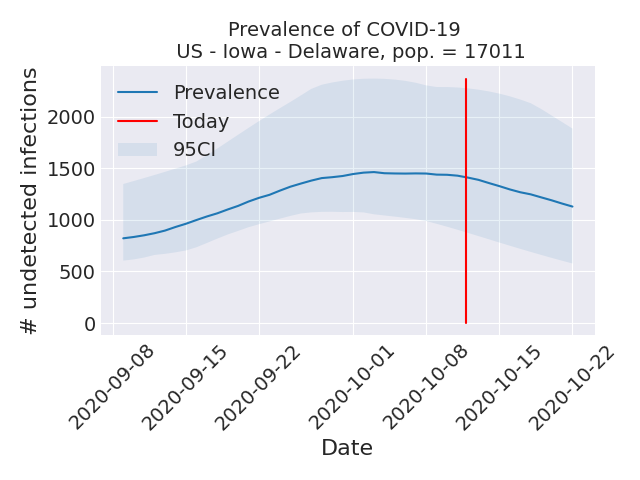 Prevalence of COVID-19
US - Iowa - Delaware, pop. = 17011
# undetected infections
2000
1500
1000
500
0
Prevalence
Today
95CI
2020-09-08
2020-09-15
2020-09-22
2020-10-01
2020-10-08
2020-10-15
2020-10-22
Date